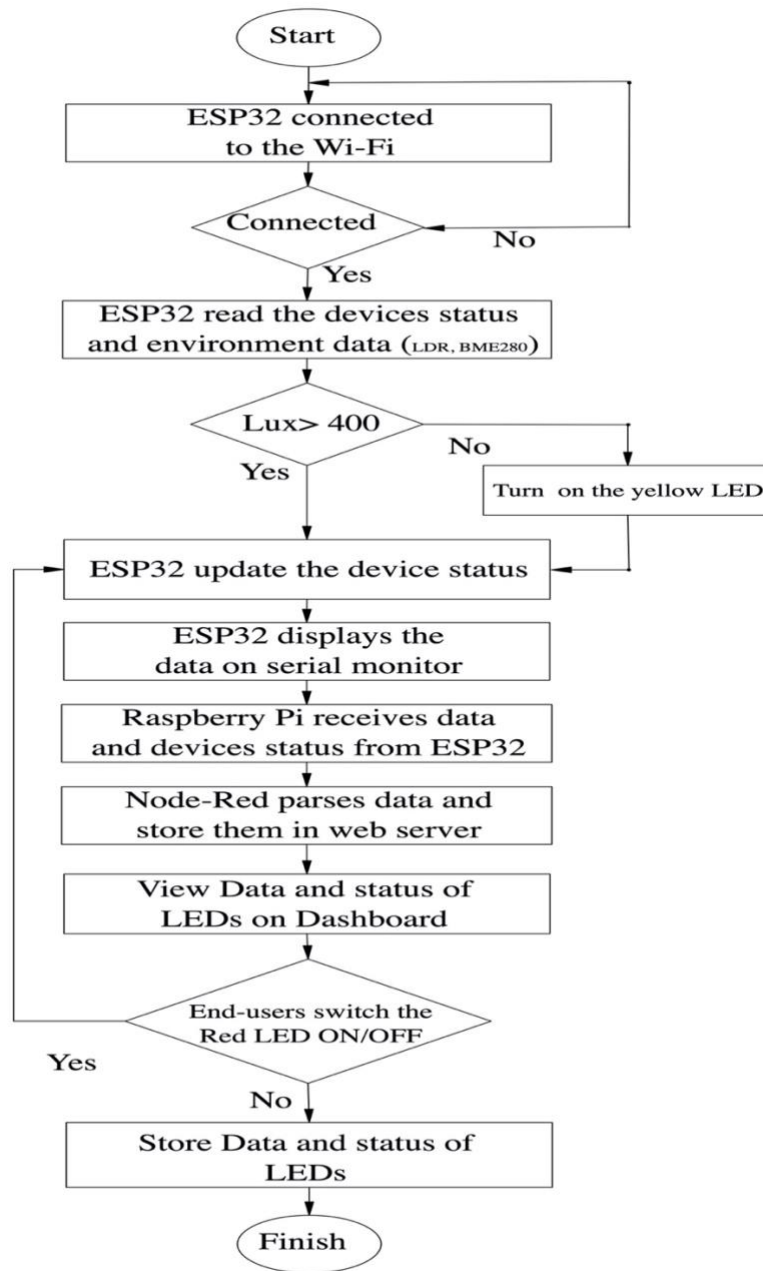 Start
ESP32 connected
to the Wi-Fi
Connected
No
Yes
ESP32 read the devices status
and environment data (LDR, BME280)
Lux> 400
No
Yes
Turn on the yellow LED
ESP32 update the device status
ESP32 displays the
data on serial monitor
Raspberry Pi receives data
and devices status from ESP32
Node-Red parses data and
store them in web server
View Data and status of
LEDs on Dashboard
End-users switch the
Red LED ON/OFF
Yes
No
Store Data and status of
LEDs
Finish